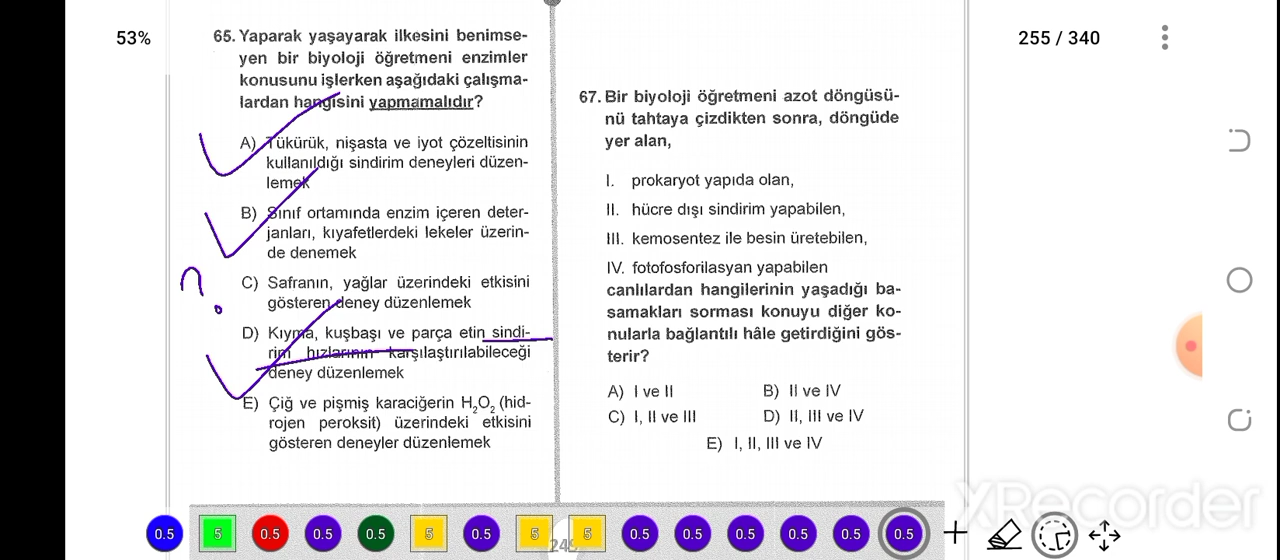 53%
255 / 340
65. Yaparak yaşayarak ilkesini benimse-
yen bir biyoloji öğretmeni enzimler
konusunu işlerken aşağıdaki çalışma-
lardan hangisini yapmamalıdır?
A) Tükürük, nişasta ve iyot çözeltisinin
kullanıldığı sindirim deneyleri düzen-
lemek
B) Sınıf ortamında enzim içeren deter-
janları, kıyafetlerdeki lekeler üzerin-
de denemek
C) Safranın, yağlar üzerindeki etkisini
gösteren deney düzenlemek
D) Kıyma, kuşbaşı ve parça etin sindi-
rim hızlarının karşılaştırılabileceği
deney düzenlemek
E) Çiğ ve pişmiş karaciğerin H₂O₂ (hid-
rojen peroksit) üzerindeki etkisini
gösteren deneyler düzenlemek
?
67. Bir biyoloji öğretmeni azot döngüsü-
nü tahtaya çizdikten sonra, döngüde
yer alan,
I. prokaryot yapıda olan,
II. hücre dışı sindirim yapabilen,
III. kemosentez ile besin üretebilen,
IV. fotofosforilasyan yapabilen
canlılardan hangilerinin yaşadığı ba-
samakları sorması konuyu diğer ko-
nularla bağlantılı hâle getirdiğini gös-
terir?
A) I ve II B) II ve IV
C) I, II ve III D) II, III ve IV
E) I, II, III ve IV
XRecorder
0.5 5 0.5 0.5 0.5 5 0.5 5 5 0.5 0.5 0.5 0.5 0.5 0.5